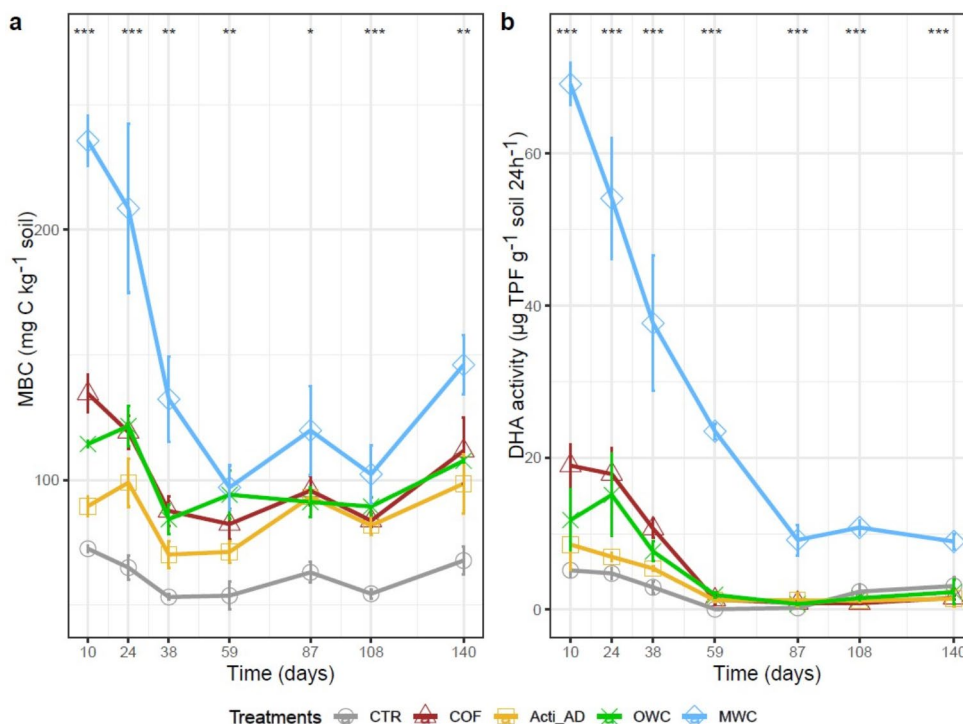 a
*** *** ** ** * *** **
MBC (mg C kg⁻¹ soil)
200
100
10 24 38 59 87 108 140
Time (days)
b
*** *** *** *** *** *** ***
DHA activity (µg TPF g⁻¹ soil 24h⁻¹)
60
40
20
0
10 24 38 59 87 108 140
Time (days)
Treatments CTR COF Acti_AD OWC MWC